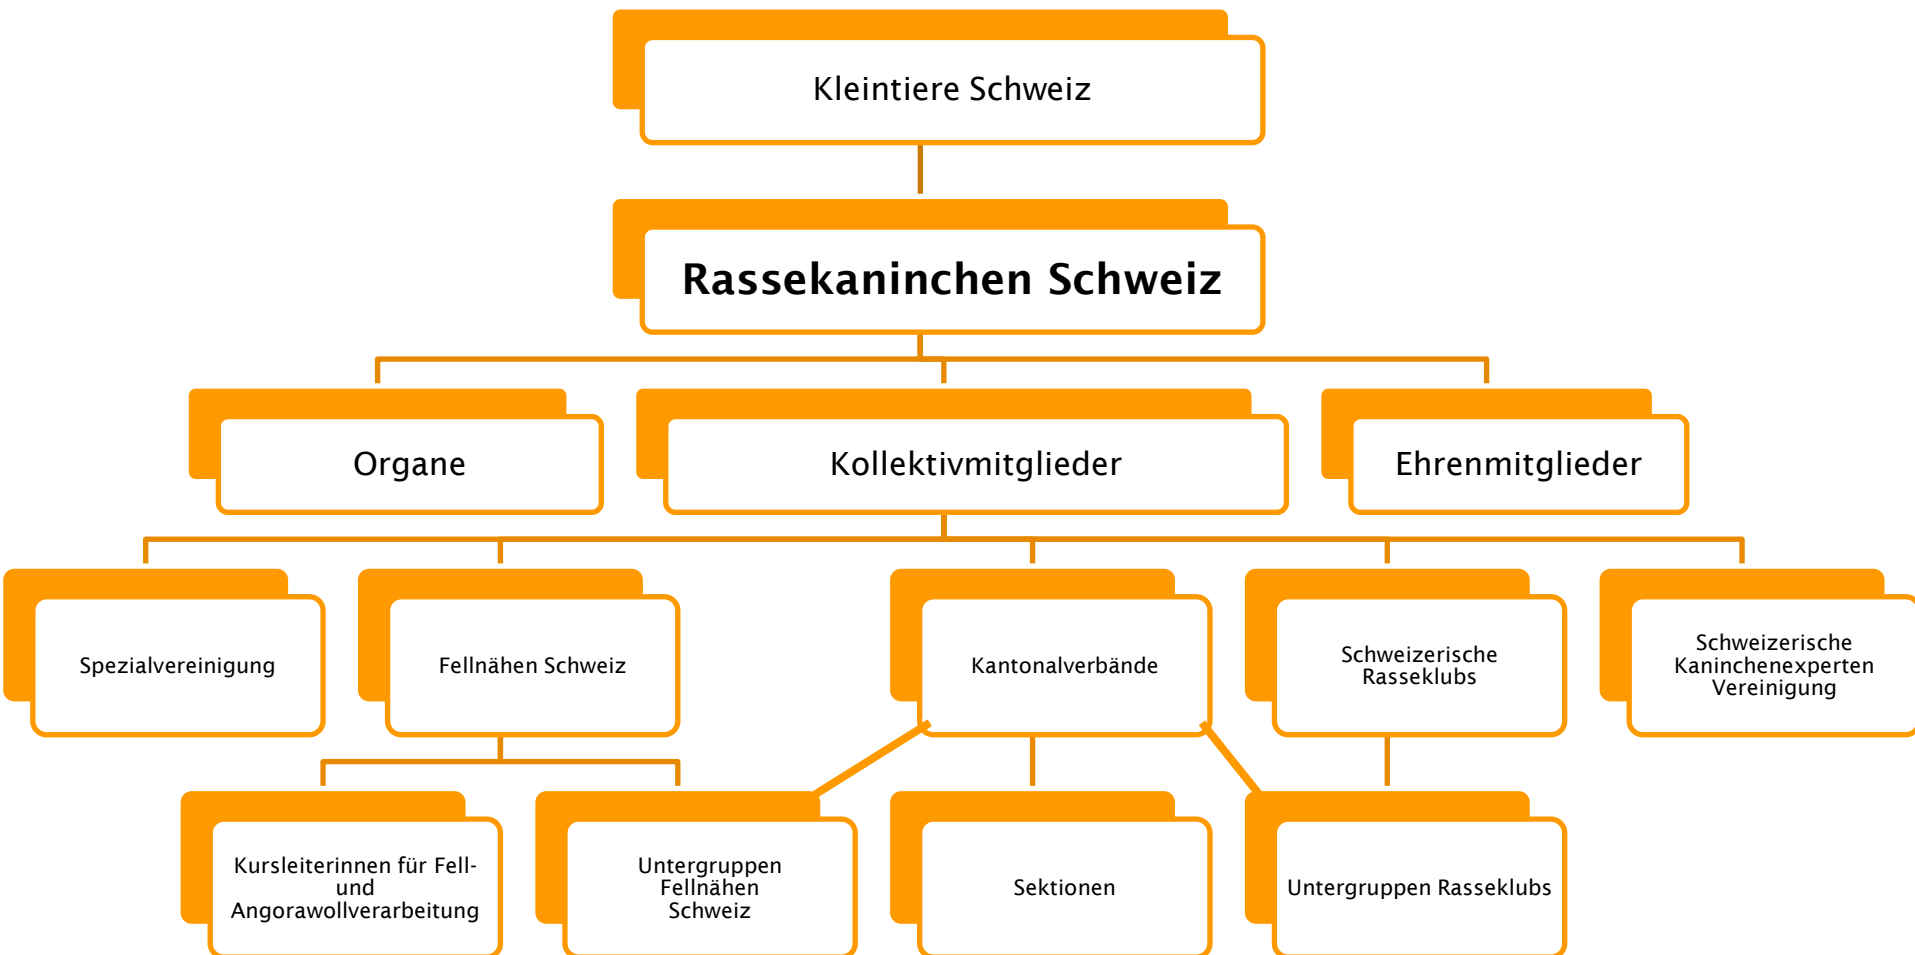 Kleintiere Schweiz
Rassekaninchen Schweiz
Organe
Kollektivmitglieder
Ehrenmitglieder
Spezialvereinigung
Fellnähen Schweiz
Kantonalverbände
Schweizerische
Rasseklubs
Schweizerische
Kaninchenexperten
Vereinigung
Kursleiterinnen für Fell-
und
Angorawollverarbeitung
Untergruppen
Fellnähen
Schweiz
Sektionen
Untergruppen Rasseklubs